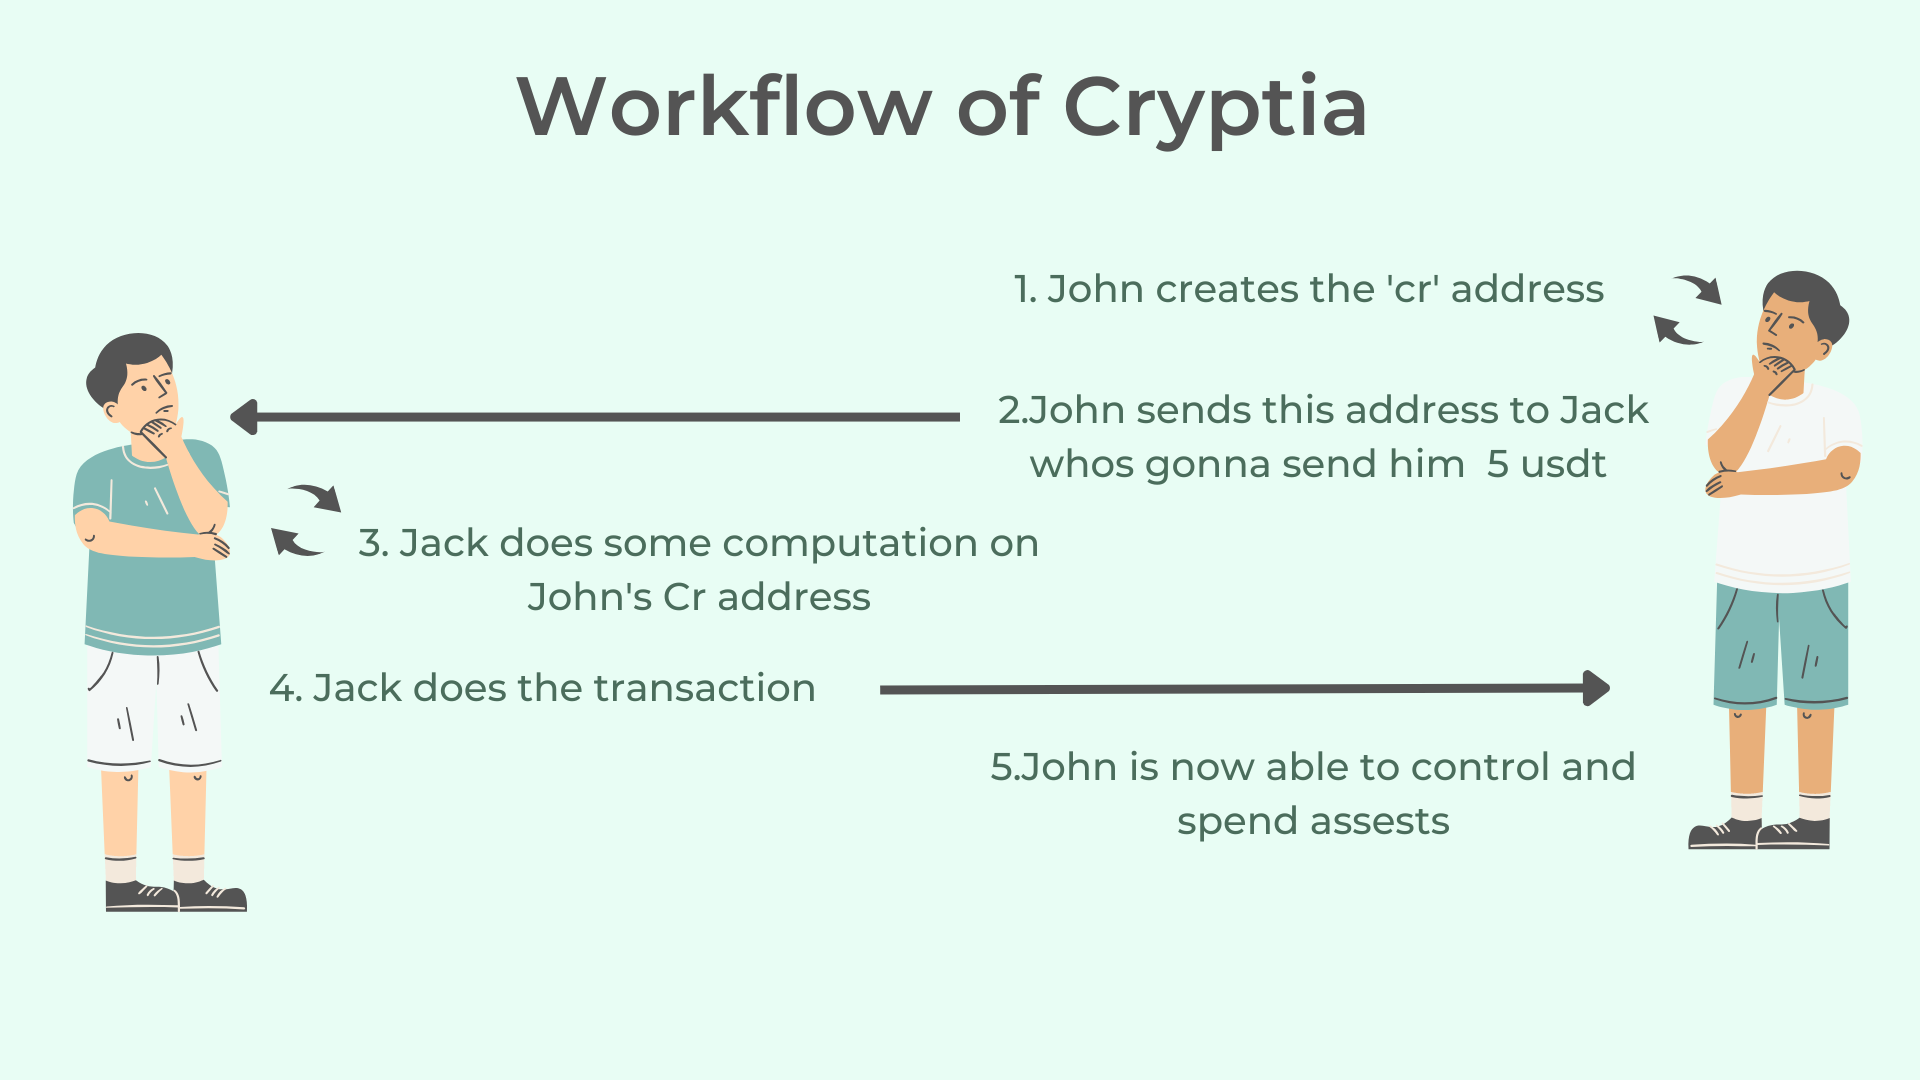 Workflow of Cryptia
1. John creates the 'cr' address
2.John sends this address to Jack
whos gonna send him  5 usdt
3. Jack does some computation on
John's Cr address
4. Jack does the transaction
5.John is now able to control and
spend assests